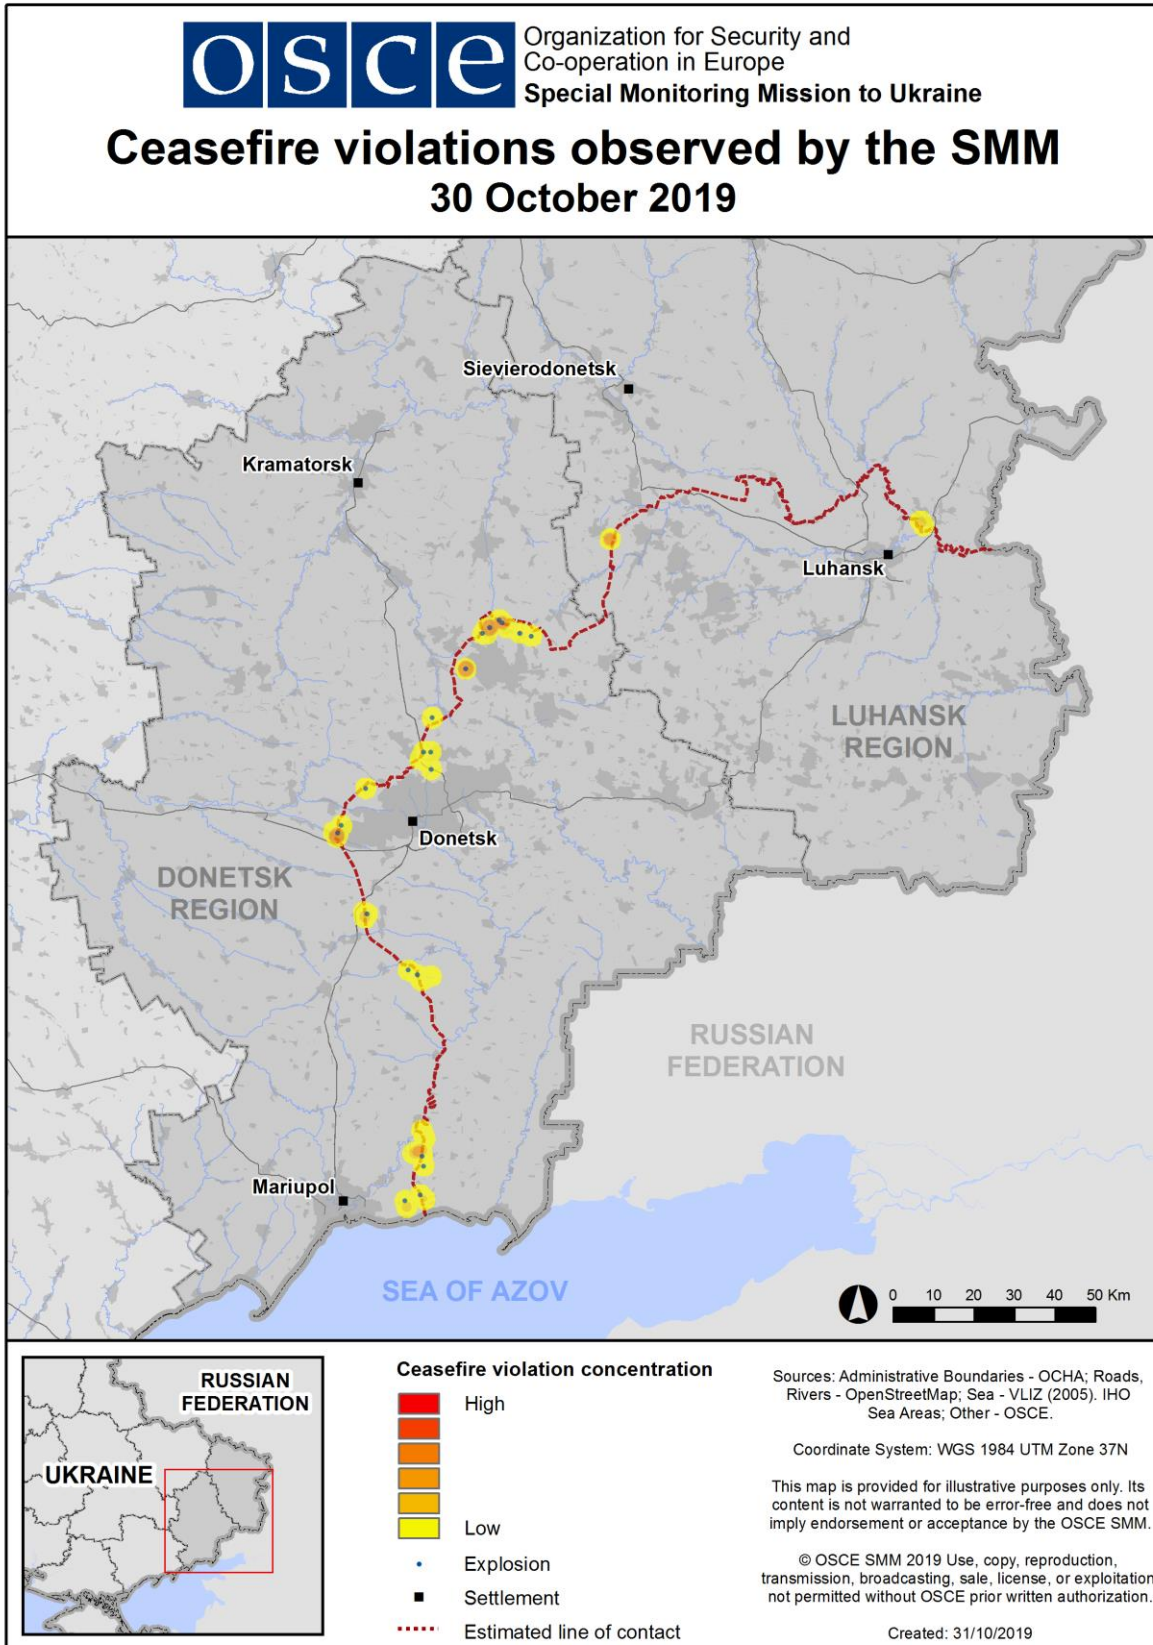 osce
Organization for Security and
Co-operation in Europe
Special Monitoring Mission to Ukraine
Ceasefire violations observed by the SMM
30 October 2019
Sievierodonetsk
Kramatorsk
Luhansk
LUHANSK
REGION
Donetsk
DONETSK
REGION
RUSSIAN
FEDERATION
Mariupol
SEA OF AZOV
0 10 20 30 40 50 Km
RUSSIAN
FEDERATION
UKRAINE
Ceasefire violation concentration
High
Low
Explosion
Settlement
Estimated line of contact
Sources: Administrative Boundaries - OCHA; Roads,
Rivers - OpenStreetMap; Sea - VLIZ (2005). IHO
Sea Areas; Other - OSCE.
Coordinate System: WGS 1984 UTM Zone 37N
This map is provided for illustrative purposes only. Its
content is not warranted to be error-free and does not
imply endorsement or acceptance by the OSCE SMM.
© OSCE SMM 2019 Use, copy, reproduction,
transmission, broadcasting, sale, license, or exploitation
not permitted without OSCE prior written authorization.
Created: 31/10/2019